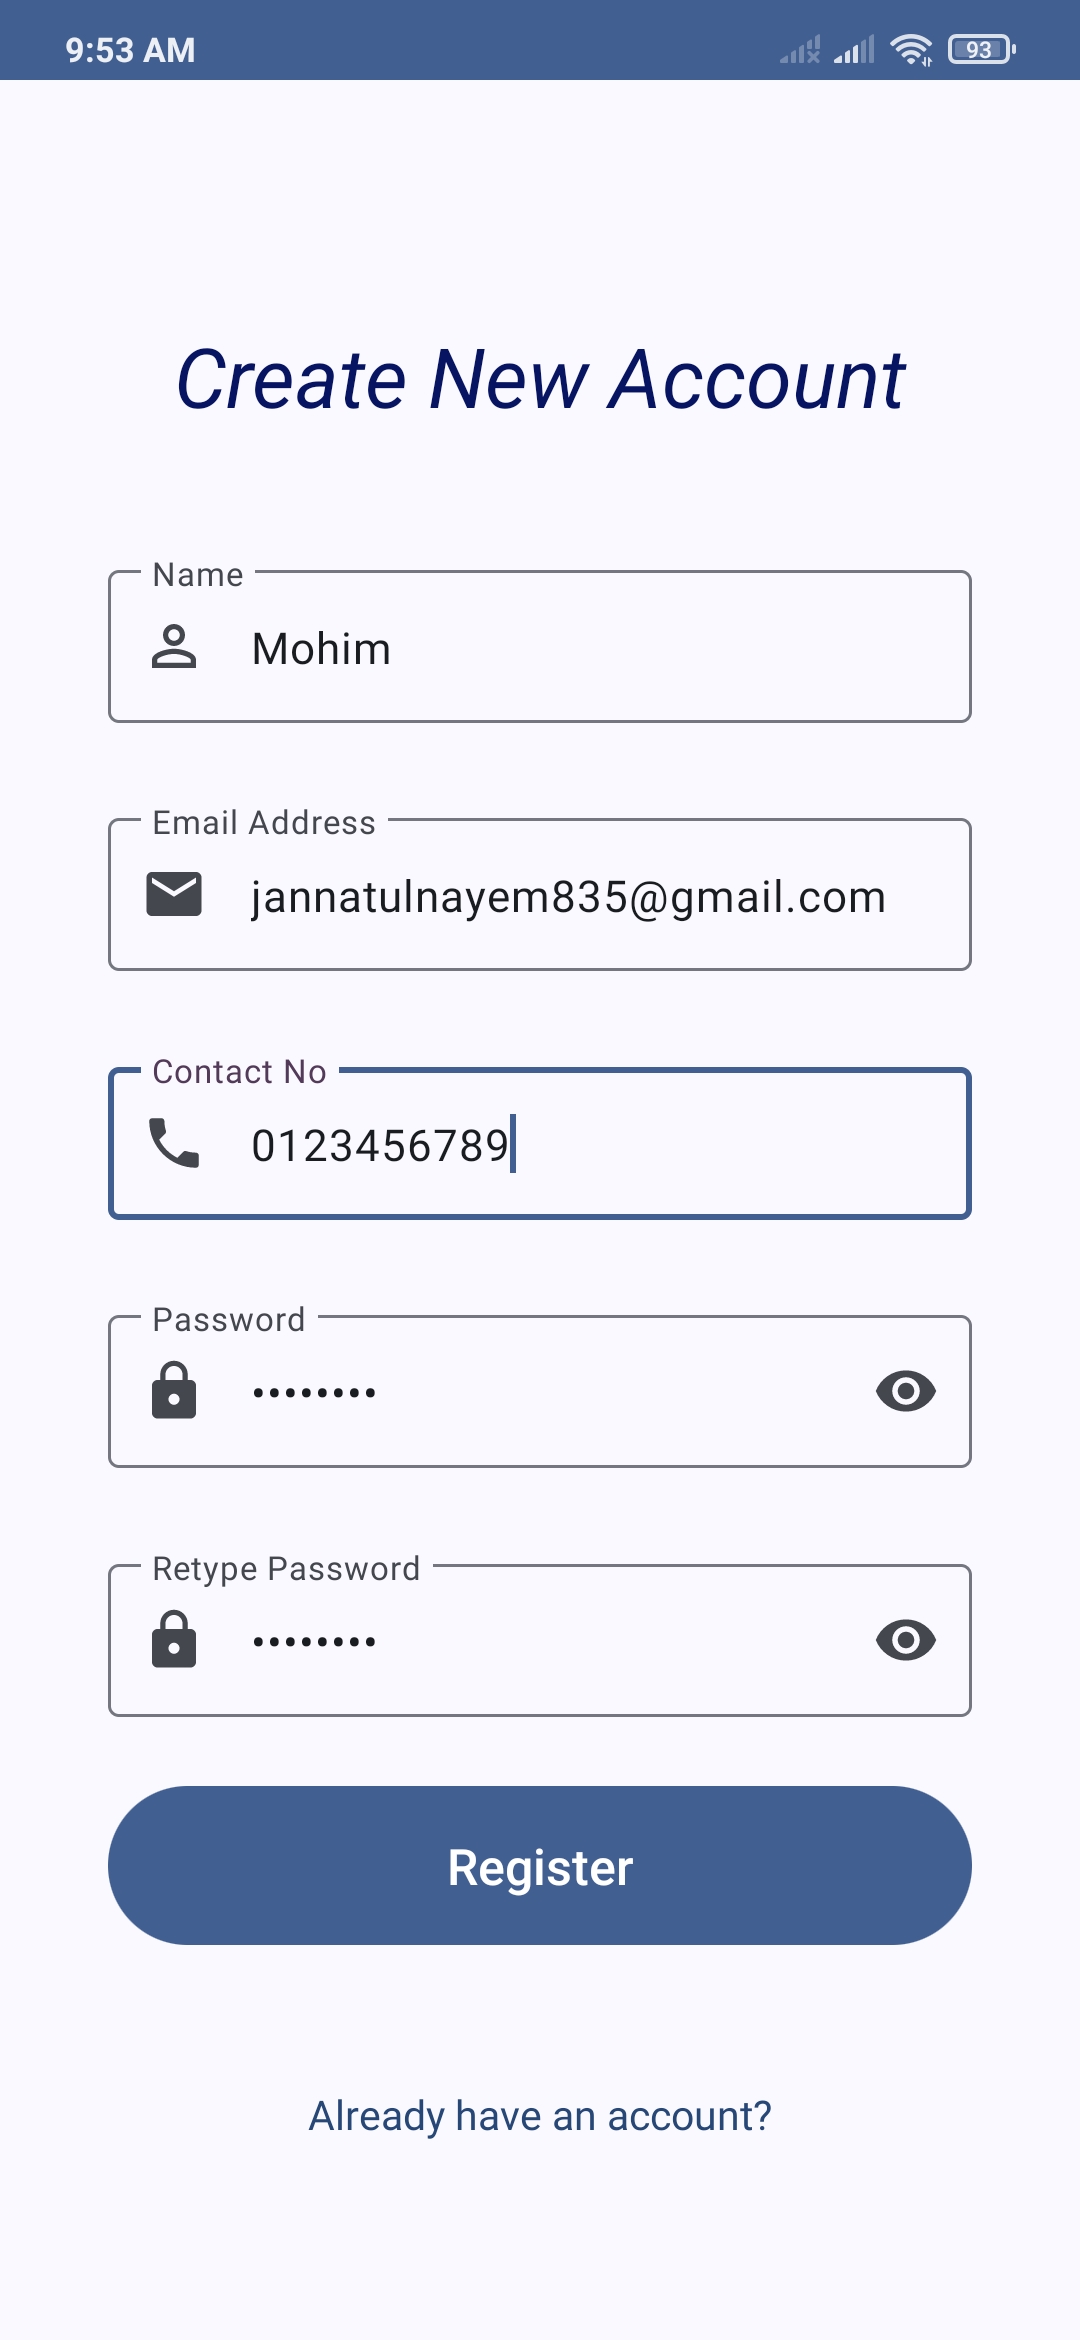 9:53 AM
93
Create New Account
Name
Mohim
Email Address
jannatulnayem835@gmail.com
Contact No
0123456789
Password
••••••••
Retype Password
••••••••
Register
Already have an account?